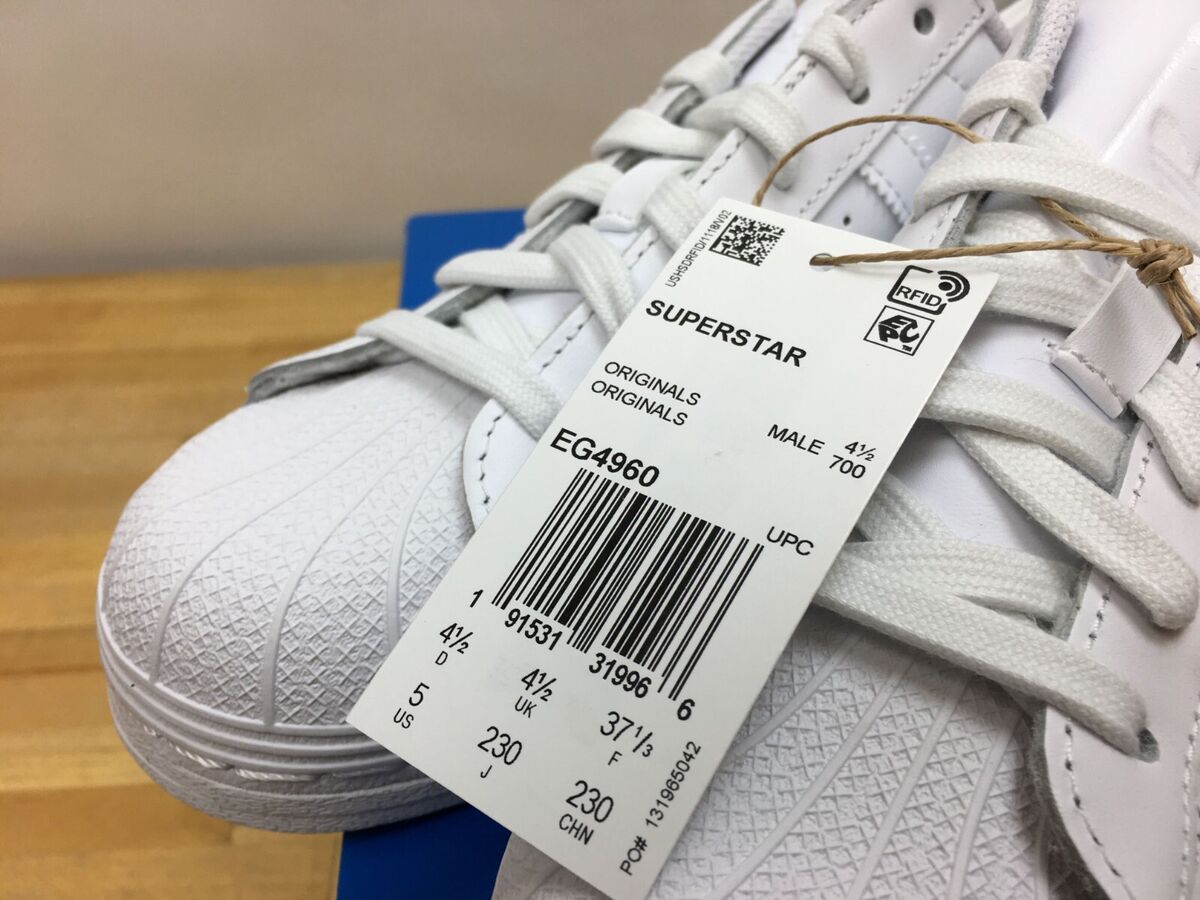 USHSDRFID/1118/V02
RFID
EPC™
SUPERSTAR
ORIGINALS
ORIGINALS
MALE 4½
700
EG4960
UPC
1 91531 31996 6
4½ 4½ 37⅓
D UK F
5 230 230
US J CHN
PO# 131965042